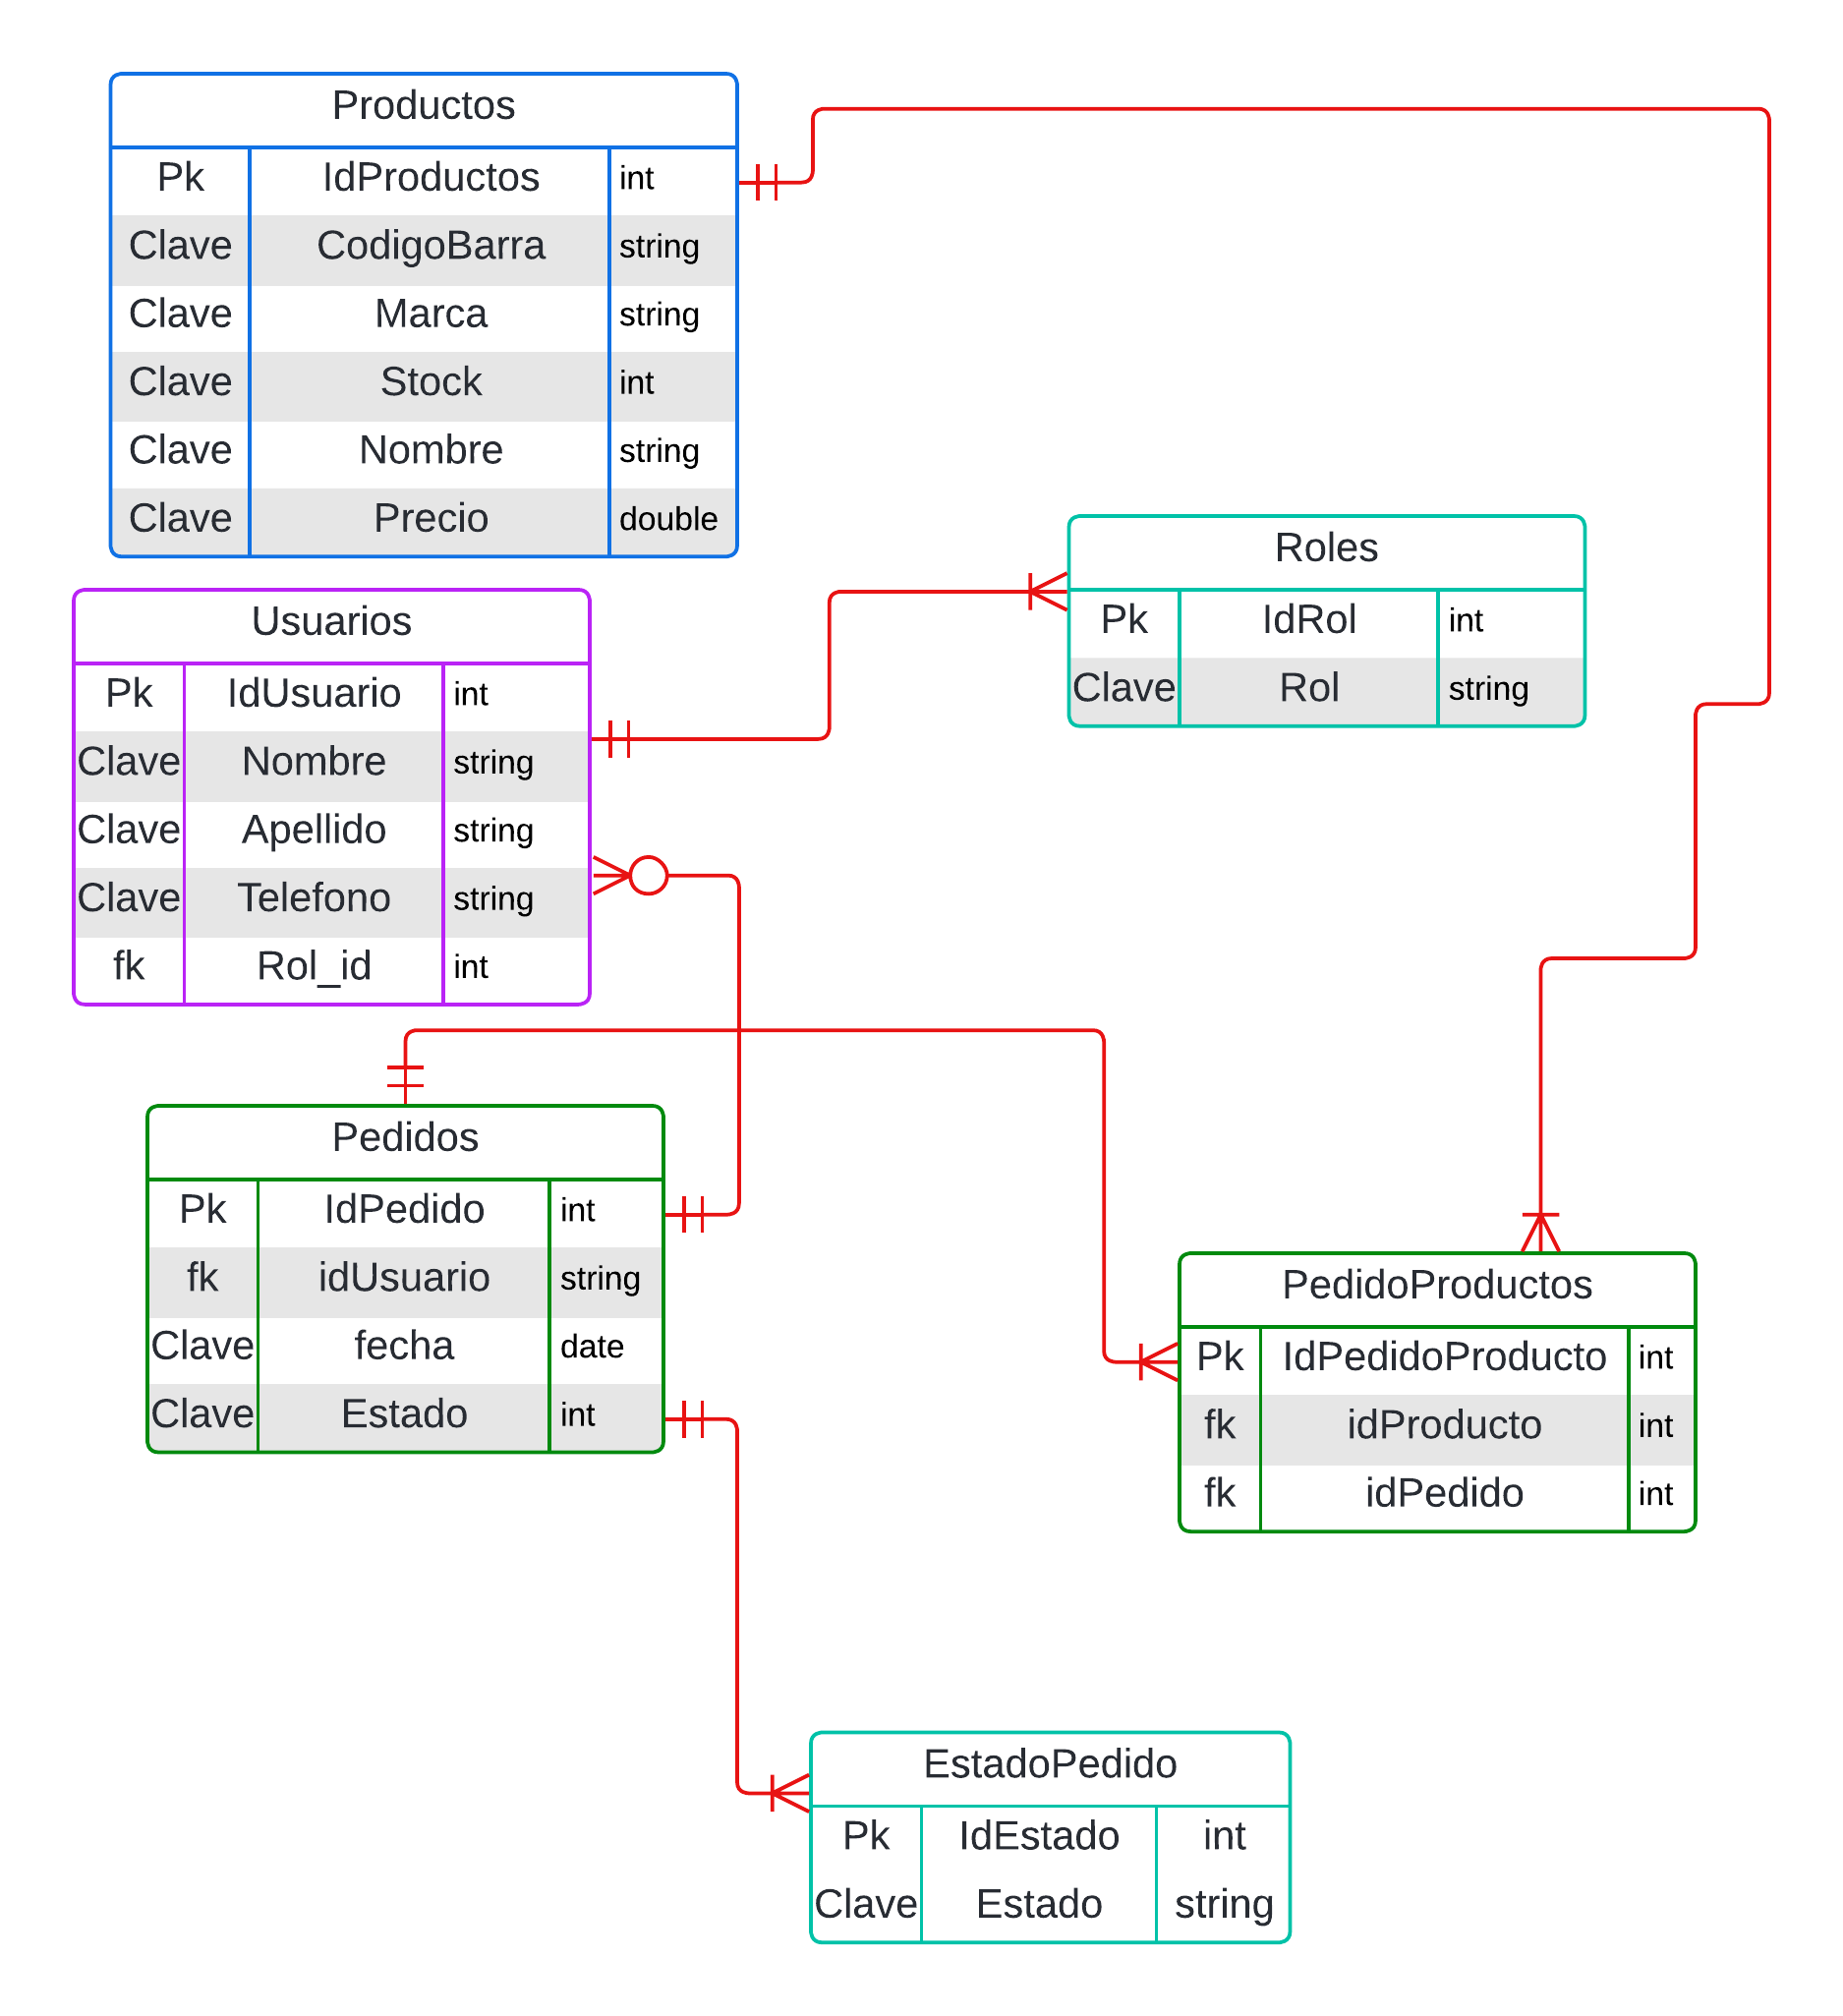 Productos
Pk IdProductos int
Clave CodigoBarra string
Clave Marca string
Clave Stock int
Clave Nombre string
Clave Precio double
Roles
Pk IdRol int
Clave Rol string
Usuarios
Pk IdUsuario int
Clave Nombre string
Clave Apellido string
Clave Telefono string
fk Rol_id int
Pedidos
Pk IdPedido int
fk idUsuario string
Clave fecha date
Clave Estado int
PedidoProductos
Pk IdPedidoProducto int
fk idProducto int
fk idPedido int
EstadoPedido
Pk IdEstado int
Clave Estado string